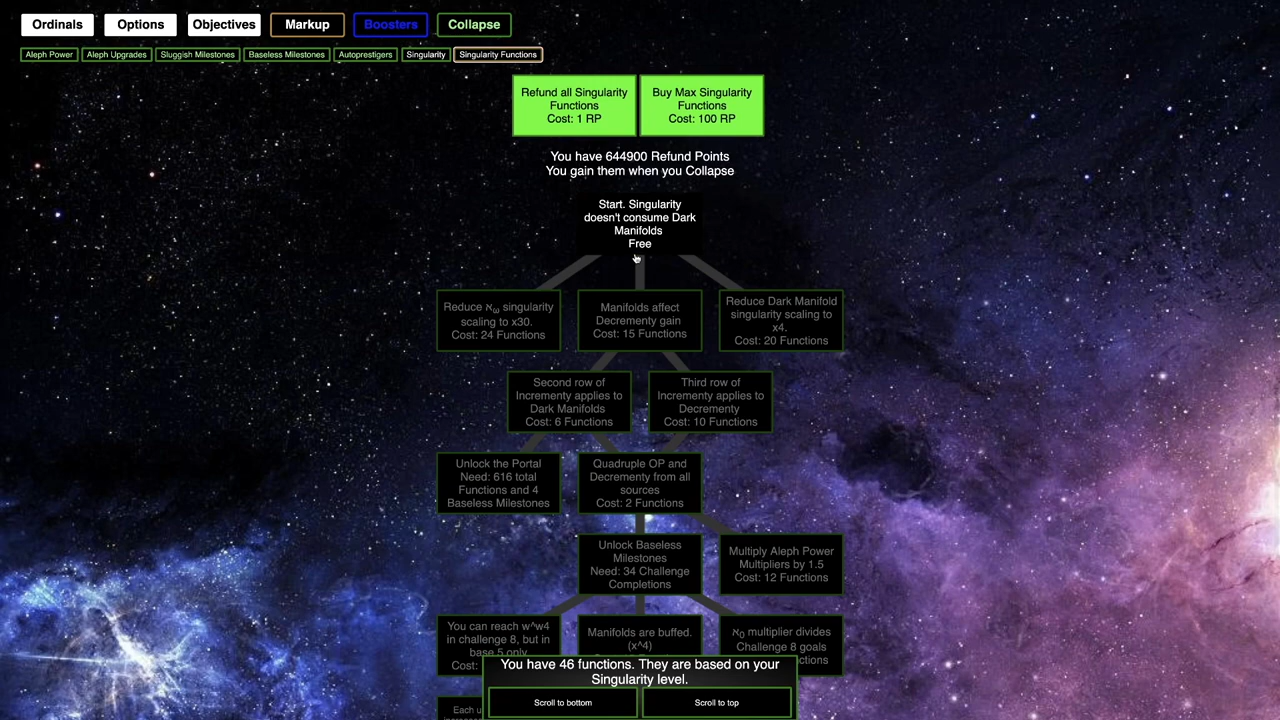 Ordinals
Options
Objectives
Markup
Boosters
Collapse
Aleph Power
Aleph Upgrades
Sluggish Milestones
Baseless Milestones
Autoprestigers
Singularity
Singularity Functions
Refund all Singularity
Functions
Cost: 1 RP
Buy Max Singularity
Functions
Cost: 100 RP
You have 644900 Refund Points
You gain them when you Collapse
Start. Singularity
doesn't consume Dark
Manifolds
Free
Reduce ℵω singularity
scaling to x30.
Cost: 24 Functions
Manifolds affect
Decrementy gain
Cost: 15 Functions
Reduce Dark Manifold
singularity scaling to
x4.
Cost: 20 Functions
Second row of
Incrementy applies to
Dark Manifolds
Cost: 6 Functions
Third row of
Incrementy applies to
Decrementy
Cost: 10 Functions
Unlock the Portal
Need: 616 total
Functions and 4
Baseless Milestones
Quadruple OP and
Decrementy from all
sources
Cost: 2 Functions
Unlock Baseless
Milestones
Need: 34 Challenge
Completions
Multiply Aleph Power
Multipliers by 1.5
Cost: 12 Functions
You can reach w^w4
in challenge 8, but in
base 5 only
Cost:
Manifolds are buffed.
(x^4)
ℵ0 multiplier divides
Challenge 8 goals
You have 46 functions. They are based on your
Singularity level.
Scroll to bottom
Scroll to top
Each u